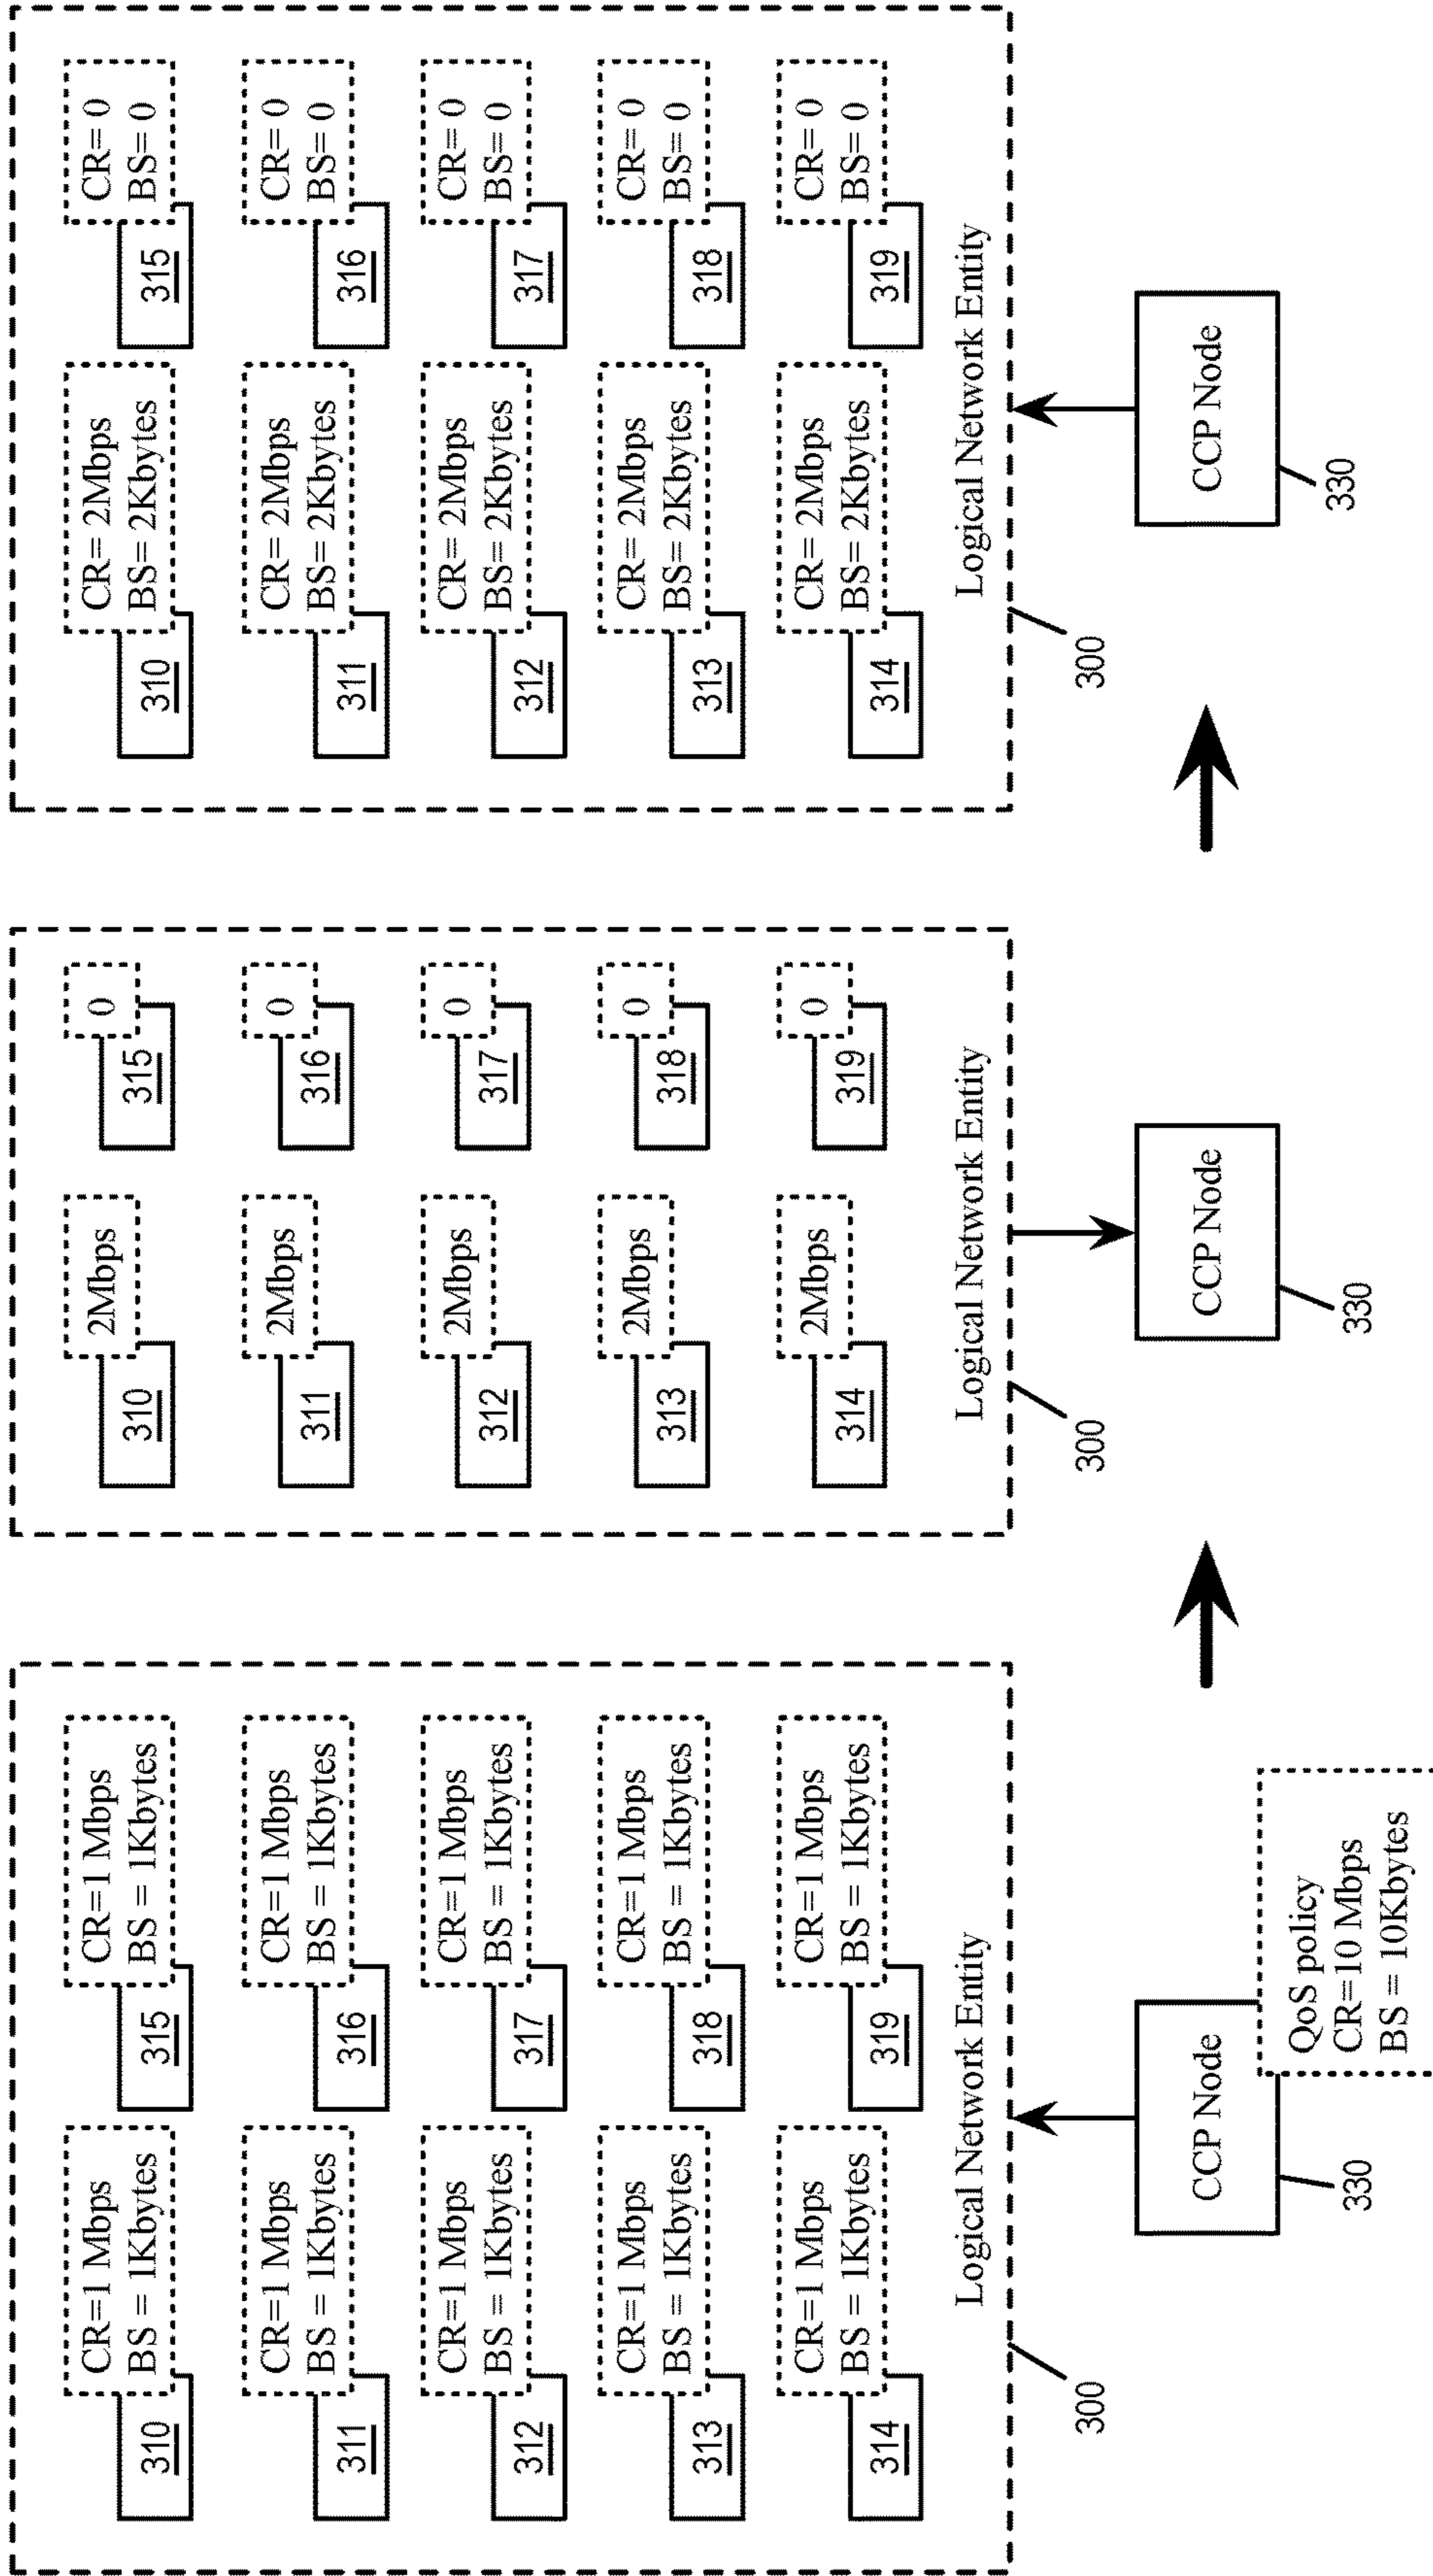 310
CR=1 Mbps
BS = 1Kbytes
315
CR=1 Mbps
BS = 1Kbytes
311
CR=1 Mbps
BS = 1Kbytes
316
CR=1 Mbps
BS = 1Kbytes
312
CR=1 Mbps
BS = 1Kbytes
317
CR=1 Mbps
BS = 1Kbytes
313
CR=1 Mbps
BS = 1Kbytes
318
CR=1 Mbps
BS = 1Kbytes
314
CR=1 Mbps
BS = 1Kbytes
319
CR=1 Mbps
BS = 1Kbytes
Logical Network Entity
300
CCP Node
330
QoS policy
CR=10 Mbps
BS = 10Kbytes
310
2Mbps
315
0
311
2Mbps
316
0
312
2Mbps
317
0
313
2Mbps
318
0
314
2Mbps
319
0
Logical Network Entity
300
CCP Node
330
310
CR= 2Mbps
BS= 2Kbytes
315
CR= 0
BS= 0
311
CR= 2Mbps
BS= 2Kbytes
316
CR= 0
BS= 0
312
CR= 2Mbps
BS= 2Kbytes
317
CR= 0
BS= 0
313
CR= 2Mbps
BS= 2Kbytes
318
CR= 0
BS= 0
314
CR= 2Mbps
BS= 2Kbytes
319
CR= 0
BS= 0
Logical Network Entity
300
CCP Node
330